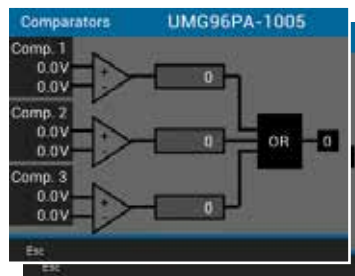 Comparators UMG96PA-1005
Comp. 1
0.0V
0.0V
0
Comp. 2
0.0V
0.0V
0
OR 0
Comp. 3
0.0V
0.0V
0
Esc
Esc